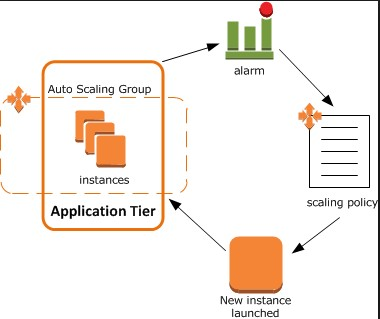 alarm
Auto Scaling Group
instances
Application Tier
scaling policy
New instance
launched